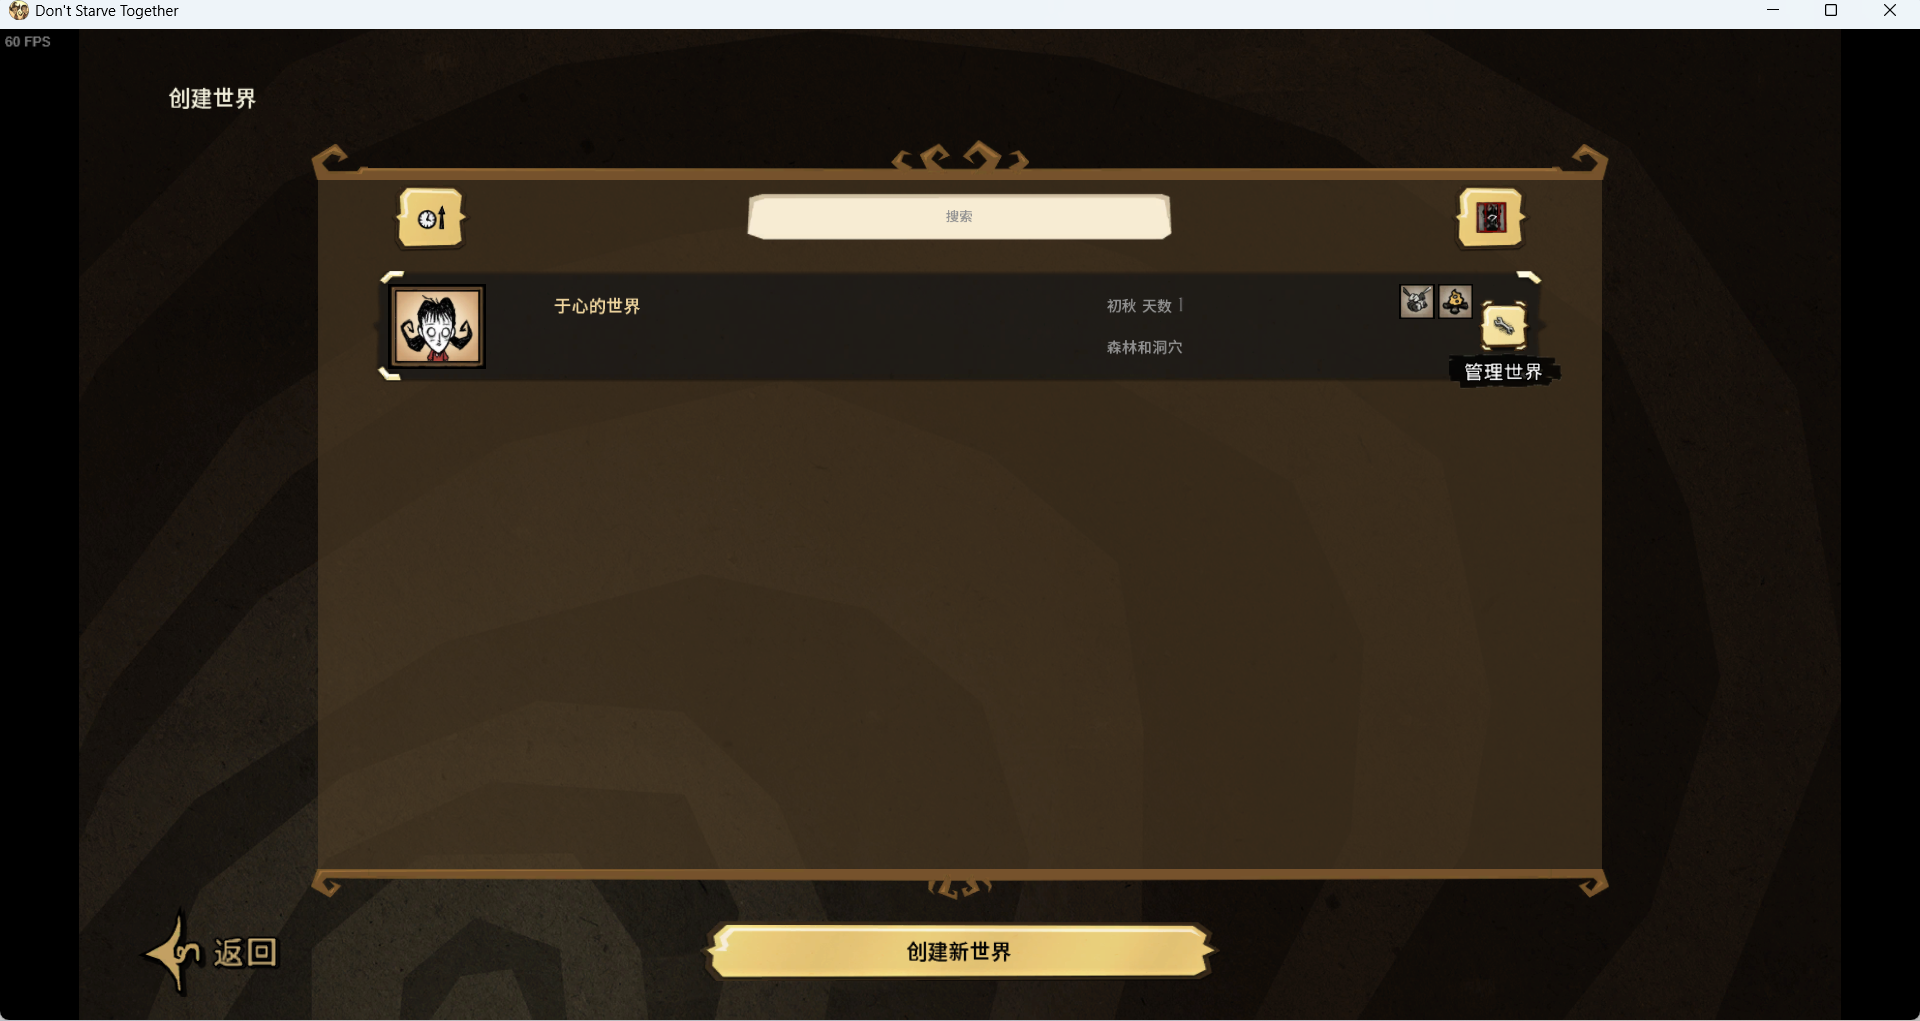 Don't Starve Together
60 FPS
创建世界
搜索
于心的世界
初秋 天数 1
森林和洞穴
管理世界
返回
创建新世界